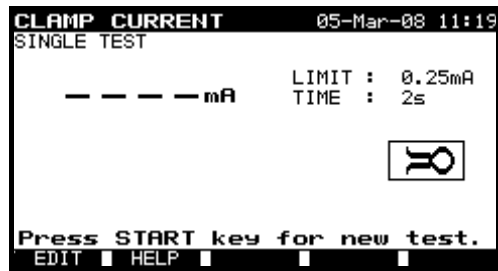 CLAMP CURRENT 05-Mar-08 11:19
SINGLE TEST
LIMIT : 0.25mA
– – – – mA TIME : 2s
Press START key for new test.
EDIT HELP